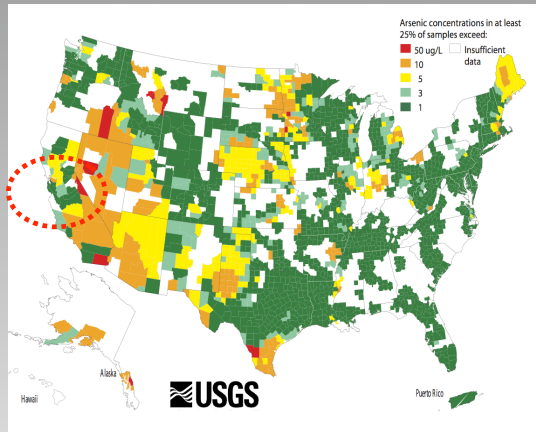 Arsenic concentrations in at least
25% of samples exceed:
50 ug/L Insufficient
10 data
5
3
1
Alaska
Hawaii
USGS
Puerto Rico